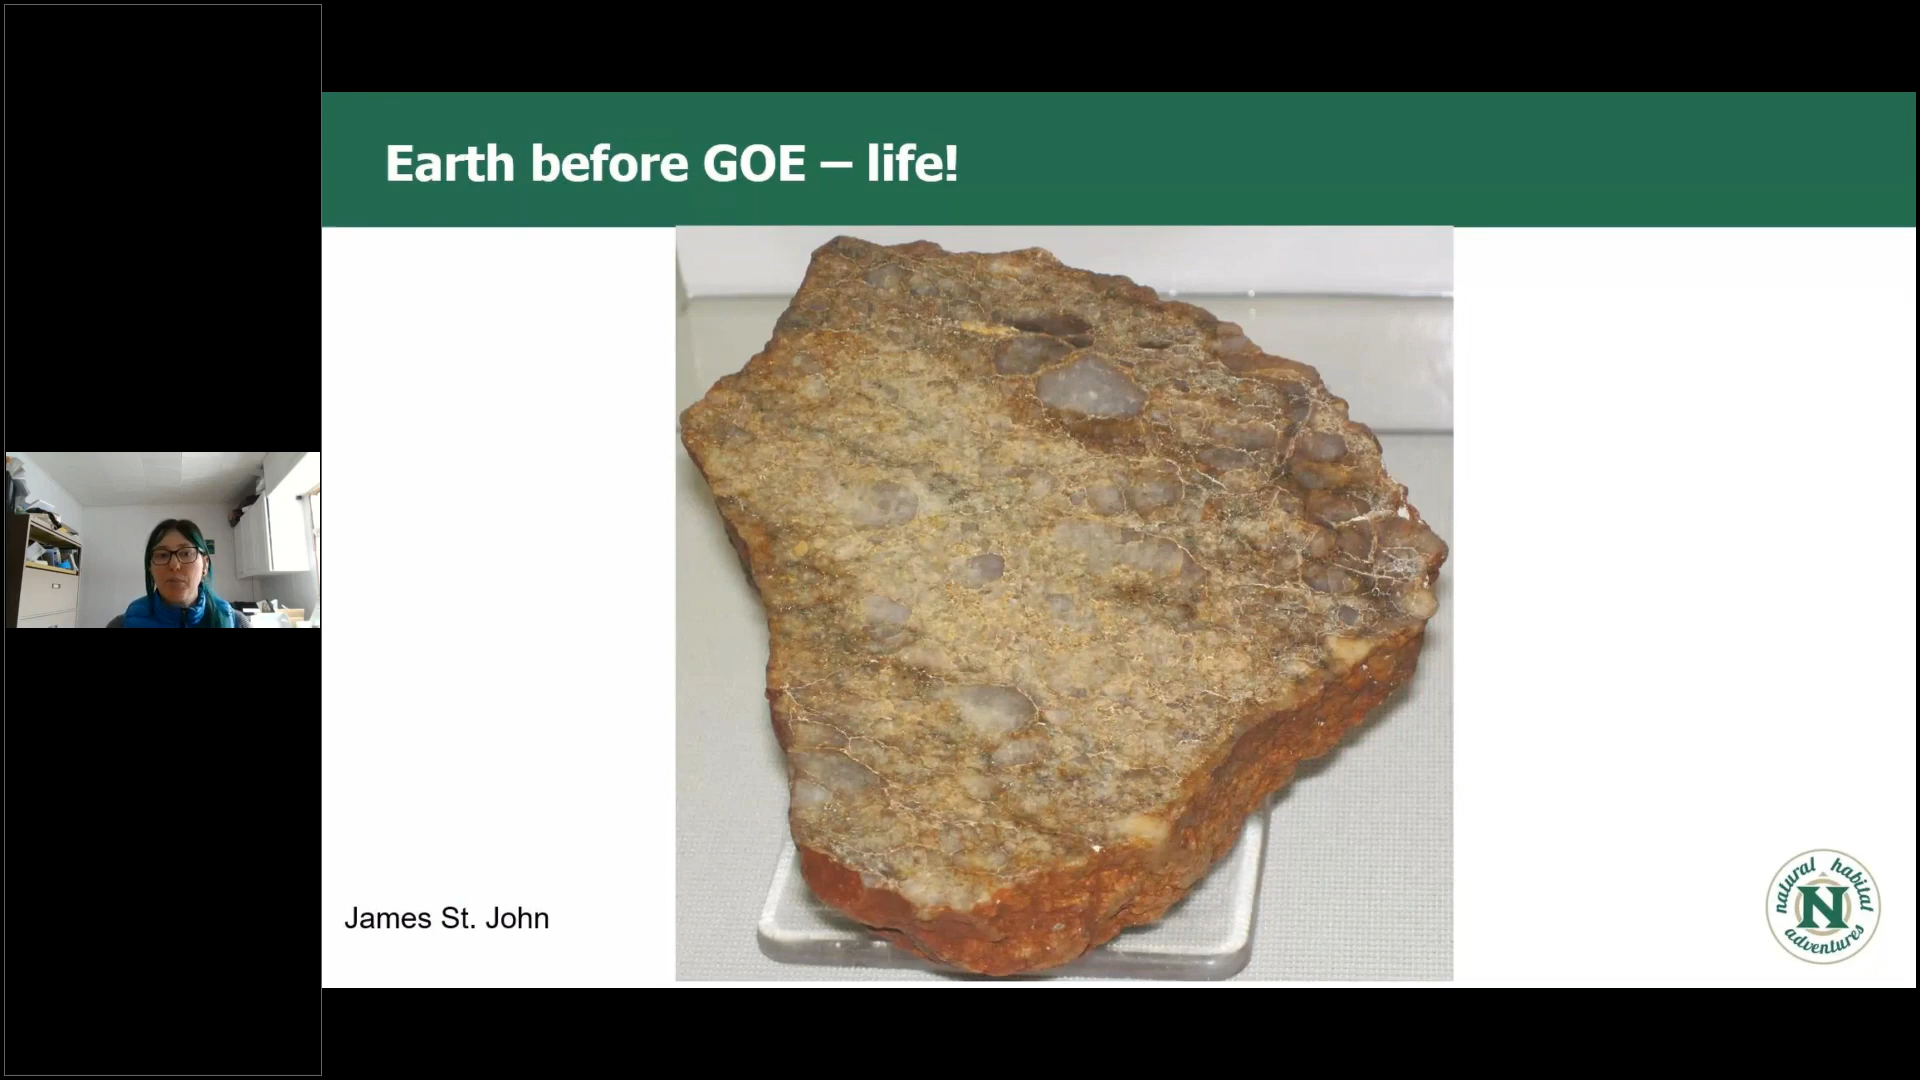 Earth before GOE – life!
James St. John
natural habitat
N
adventures